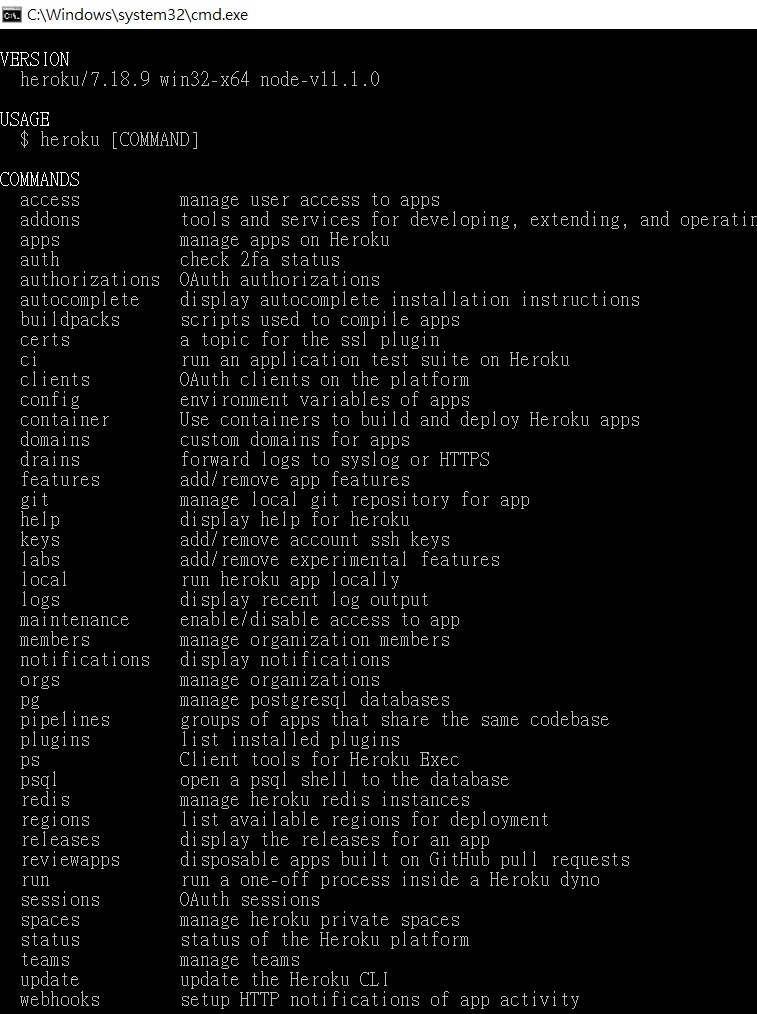 C:\Windows\system32\cmd.exe
VERSION
heroku/7.18.9 win32-x64 node-v11.1.0
USAGE
$ heroku [COMMAND]
COMMANDS
access manage user access to apps
addons tools and services for developing, extending, and
apps manage apps on Heroku
auth check 2fa status
authorizations OAuth authorizations
autocomplete display autocomplete installation instructions
buildpacks scripts used to compile apps
certs a topic for the ssl plugin
ci run an application test suite on Heroku
clients OAuth clients on the platform
config environment variables of apps
container Use containers to build and deploy Heroku apps
domains custom domains for apps
drains forward logs to syslog or HTTPS
features add/remove app features
git manage local git repository for app
help display help for heroku
keys add/remove account ssh keys
labs add/remove experimental features
local run heroku app locally
logs display recent log output
maintenance enable/disable access to app
members manage organization members
notifications display notifications
orgs manage organizations
pg manage postgresql databases
pipelines groups of apps that share the same codebase
plugins list installed plugins
ps Client tools for Heroku Exec
psql open a psql shell to the database
redis manage heroku redis instances
regions list available regions for deployment
releases display the releases for an app
reviewapps disposable apps built on GitHub pull requests
run run a one-off process inside a Heroku dyno
sessions OAuth sessions
spaces manage heroku private spaces
status status of the Heroku platform
teams manage teams
update update the Heroku CLI
webhooks setup HTTP notifications of app activity